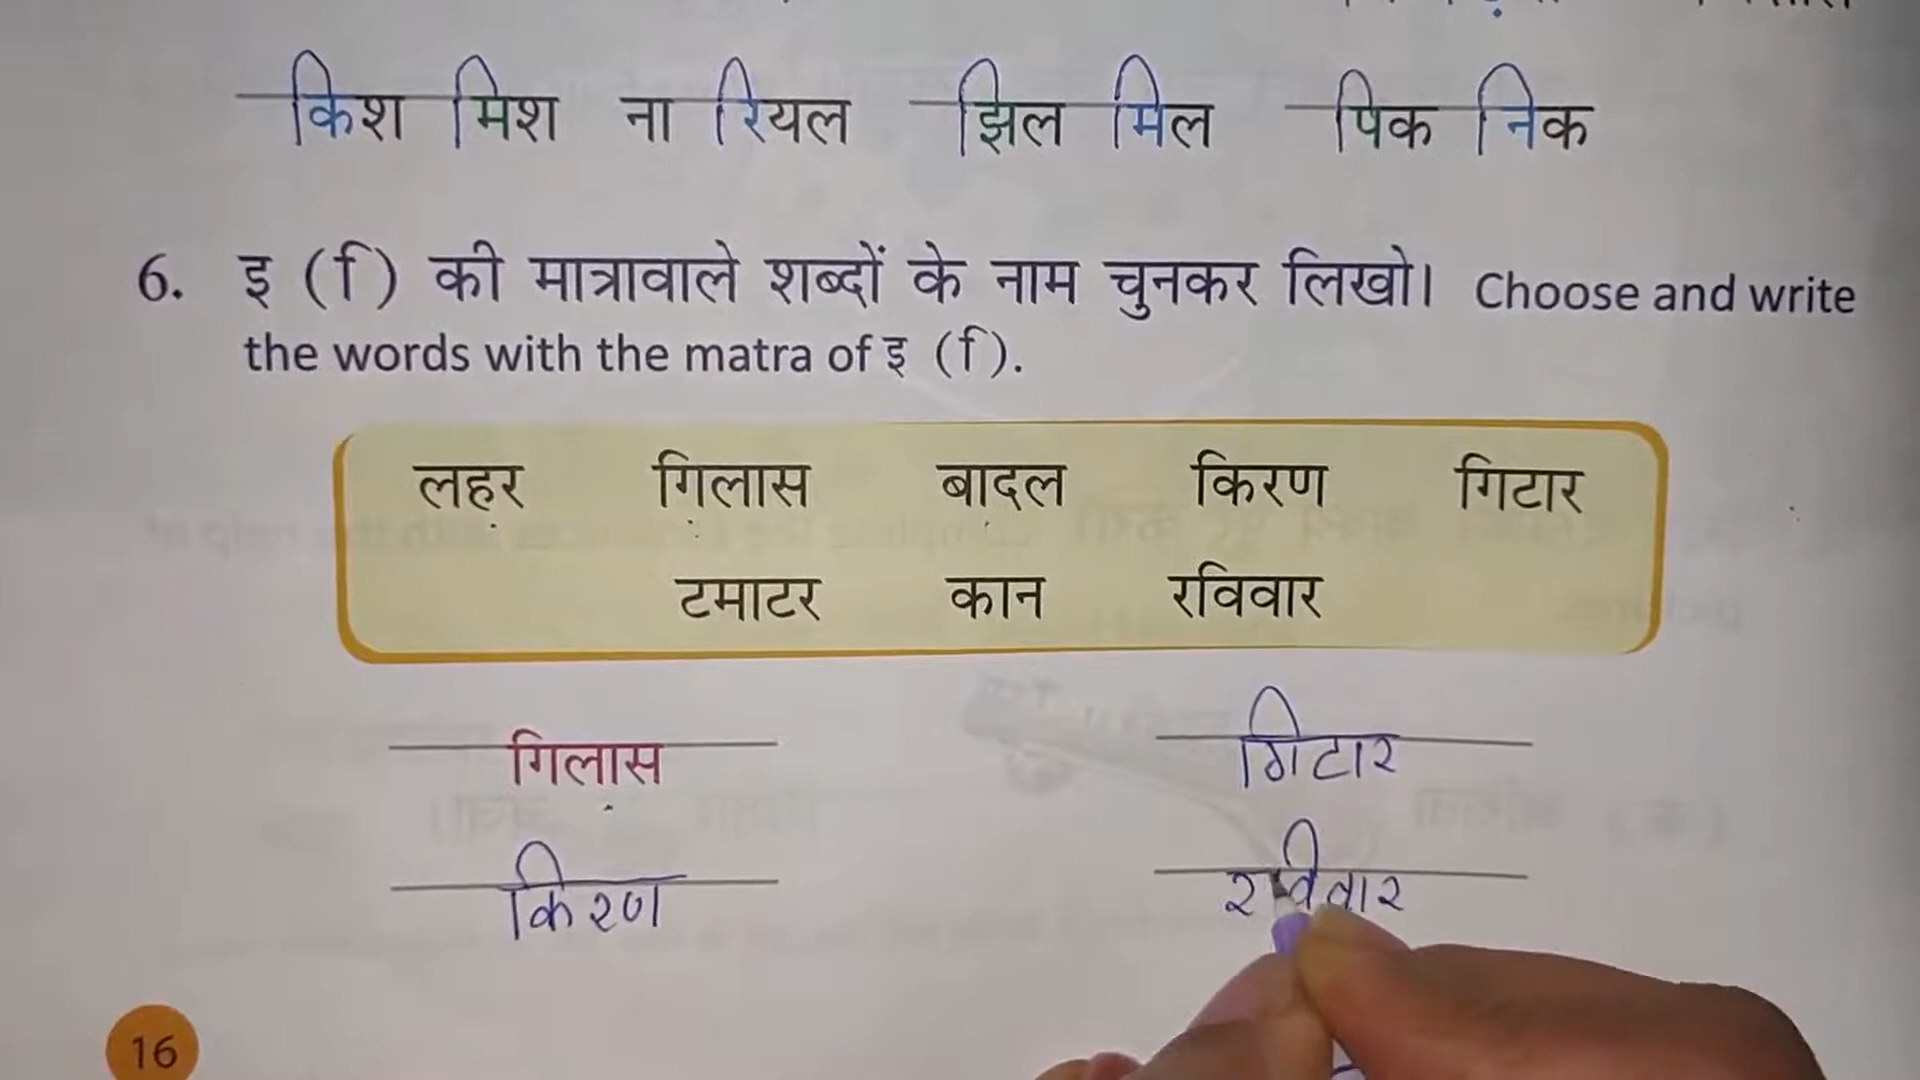 किश मिश ना रियल झिल मिल पिक निक
6. इ (ि) की मात्रावाले शब्दों के नाम चुनकर लिखो। Choose and write
the words with the matra of इ (ि).
लहर गिलास बादल किरण गिटार
टमाटर कान रविवार
गिलास गिटार
किरण रविवार
16